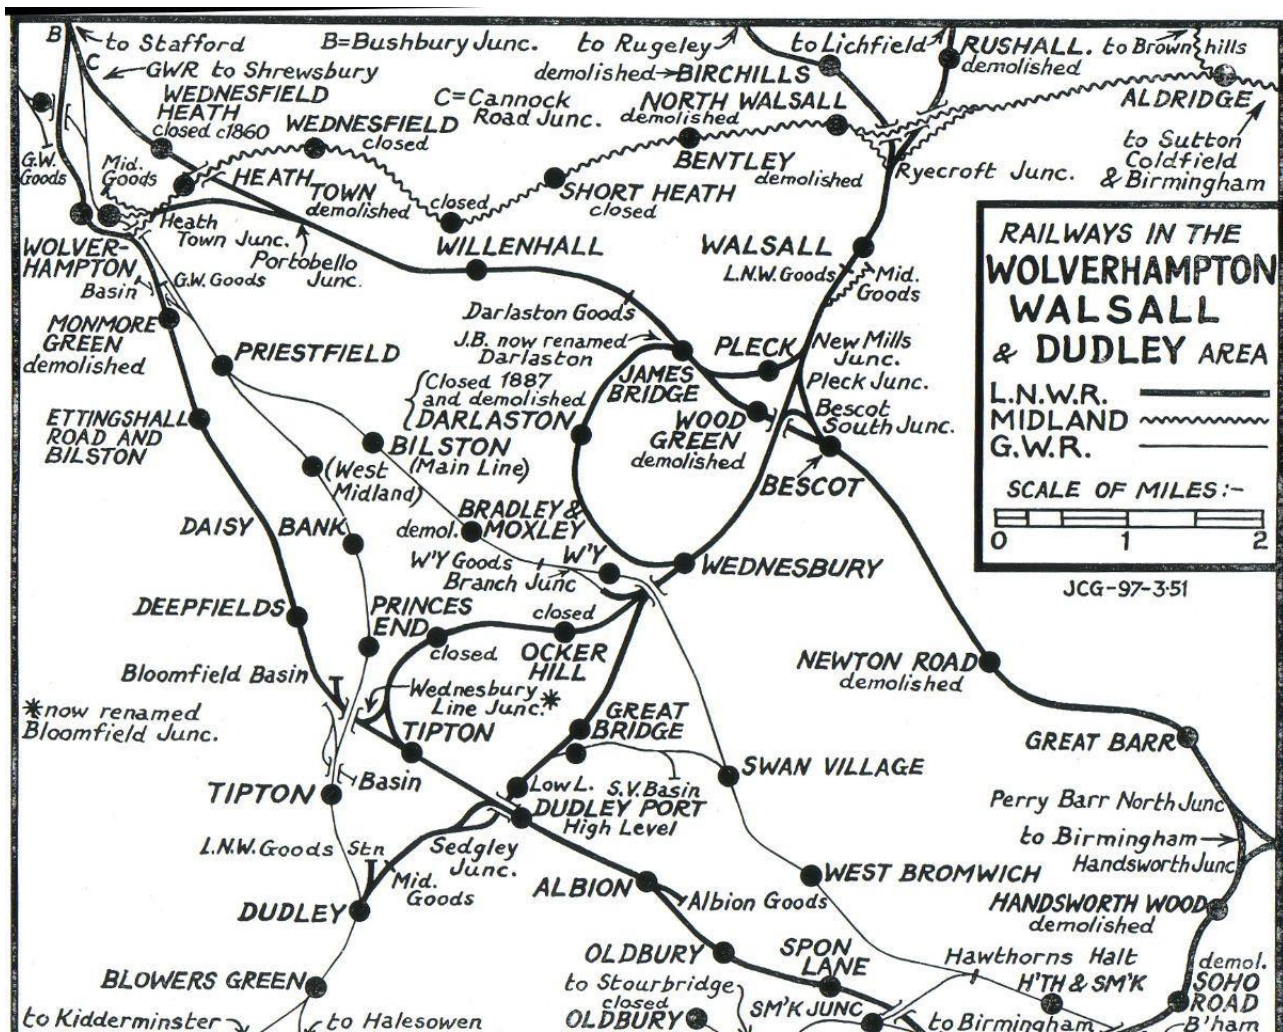 B
to Stafford
B=Bushbury Junc.
to Rugeley
to Lichfield
RUSHALL.
demolished
to Brownhills
C
GWR to Shrewsbury
demolished→BIRCHILLS
WEDNESFIELD
HEATH
closed c1860
C=Cannock
Road Junc.
NORTH WALSALL
demolished
ALDRIDGE
WEDNESFIELD
closed
to Sutton
Coldfield
& Birmingham
G.W.
Goods
Mid.
Goods
HEATH
TOWN
demolished
closed
SHORT HEATH
closed
BENTLEY
demolished
Ryecroft Junc.
Heath
Town Junc.
Portobello
Junc.
WOLVER-
HAMPTON
Basin
G.W. Goods
WILLENHALL
WALSALL
L.N.W. Goods
Mid.
Goods
RAILWAYS IN THE
WOLVERHAMPTON
WALSALL
& DUDLEY AREA
L.N.W.R.
MIDLAND
G.W.R.
SCALE OF MILES:-
0 1 2
JCG-97-3·51
Darlaston Goods
MONMORE
GREEN
demolished
PRIESTFIELD
J.B. now renamed
Darlaston
JAMES
BRIDGE
PLECK
New Mills
Junc.
Pleck Junc.
Closed 1887
and demolished
DARLASTON
Bescot
South Junc.
WOOD
GREEN
demolished
ETTINGSHALL
ROAD AND
BILSTON
BILSTON
(Main Line)
(West
Midland)
BESCOT
DAISY BANK
BRADLEY &
MOXLEY
demol.
W'Y Goods
Branch Junc
W'Y
WEDNESBURY
DEEPFIELDS
PRINCES
END
closed
closed
OCKER
HILL
NEWTON ROAD
demolished
Bloomfield Basin
Wednesbury
Line Junc.*
*now renamed
Bloomfield Junc.
TIPTON
GREAT
BRIDGE
GREAT BARR
Basin
TIPTON
Low L.
S.V. Basin
SWAN VILLAGE
DUDLEY PORT
High Level
Perry Barr North Junc
to Birmingham
Handsworth Junc
L.N.W. Goods Stn
Sedgley
Junc.
Mid.
Goods
ALBION
Albion Goods
WEST BROMWICH
DUDLEY
HANDSWORTH WOOD
demolished
OLDBURY
SPON
LANE
Hawthorns Halt
H'TH & SM'K
demol.
SOHO
ROAD
BLOWERS GREEN
to Stourbridge
closed
OLDBURY
SM'K JUNC
to Kidderminster
to Halesowen
to Birmingham
B'ham